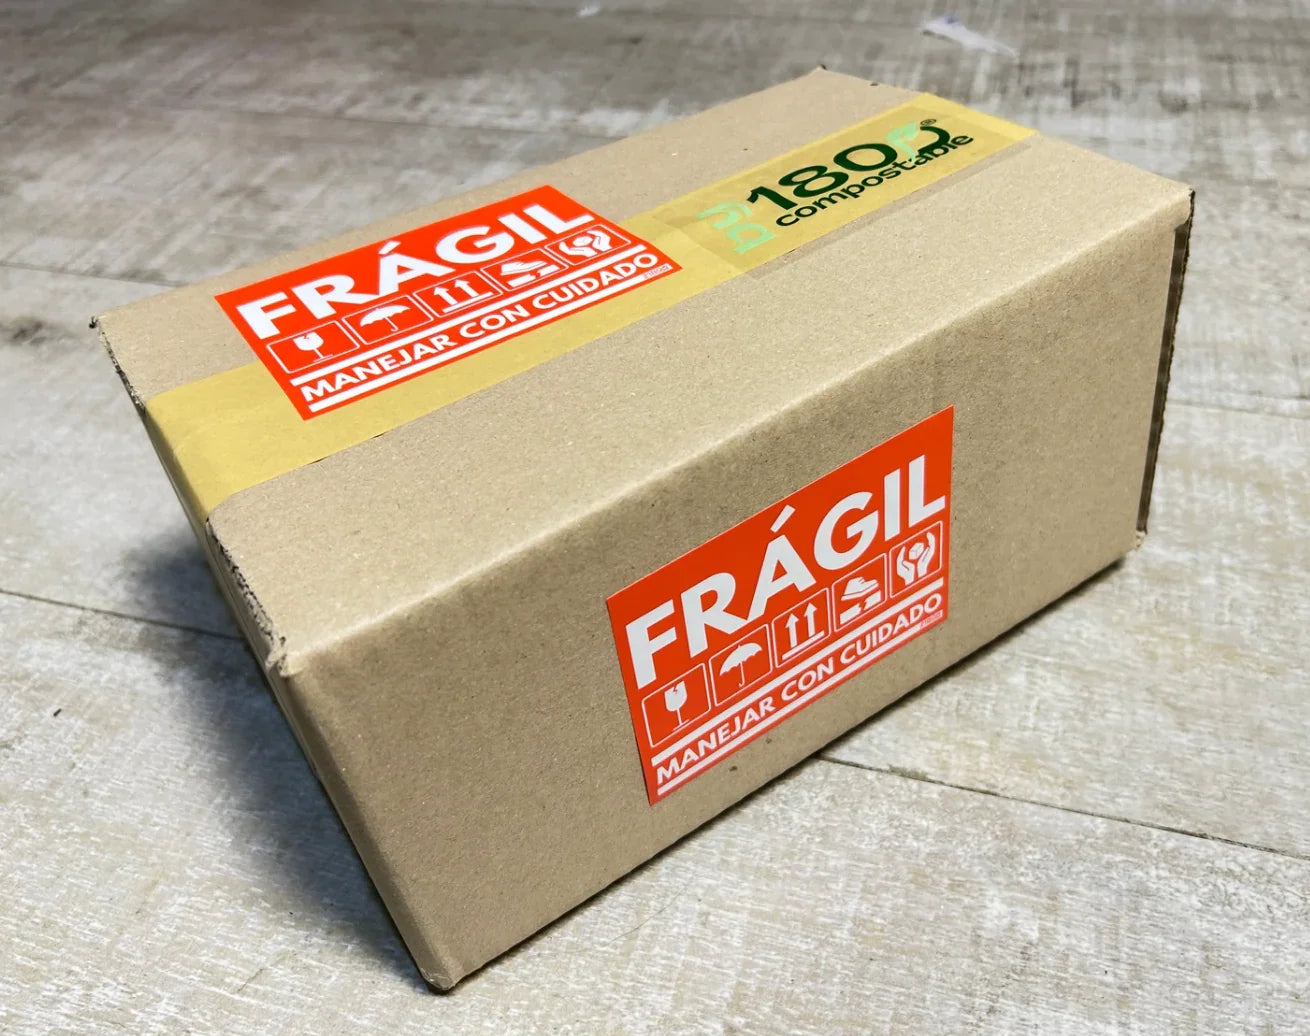 FRÁGIL
MANEJAR CON CUIDADO
180
compostable
FRÁGIL
MANEJAR CON CUIDADO